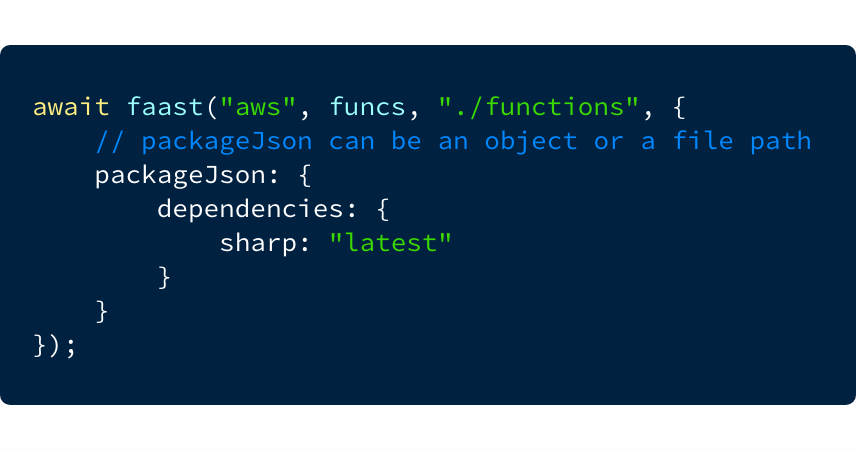 await faast("aws", funcs, "./functions", {
    // packageJson can be an object or a file path
    packageJson: {
        dependencies: {
            sharp: "latest"
        }
    }
});